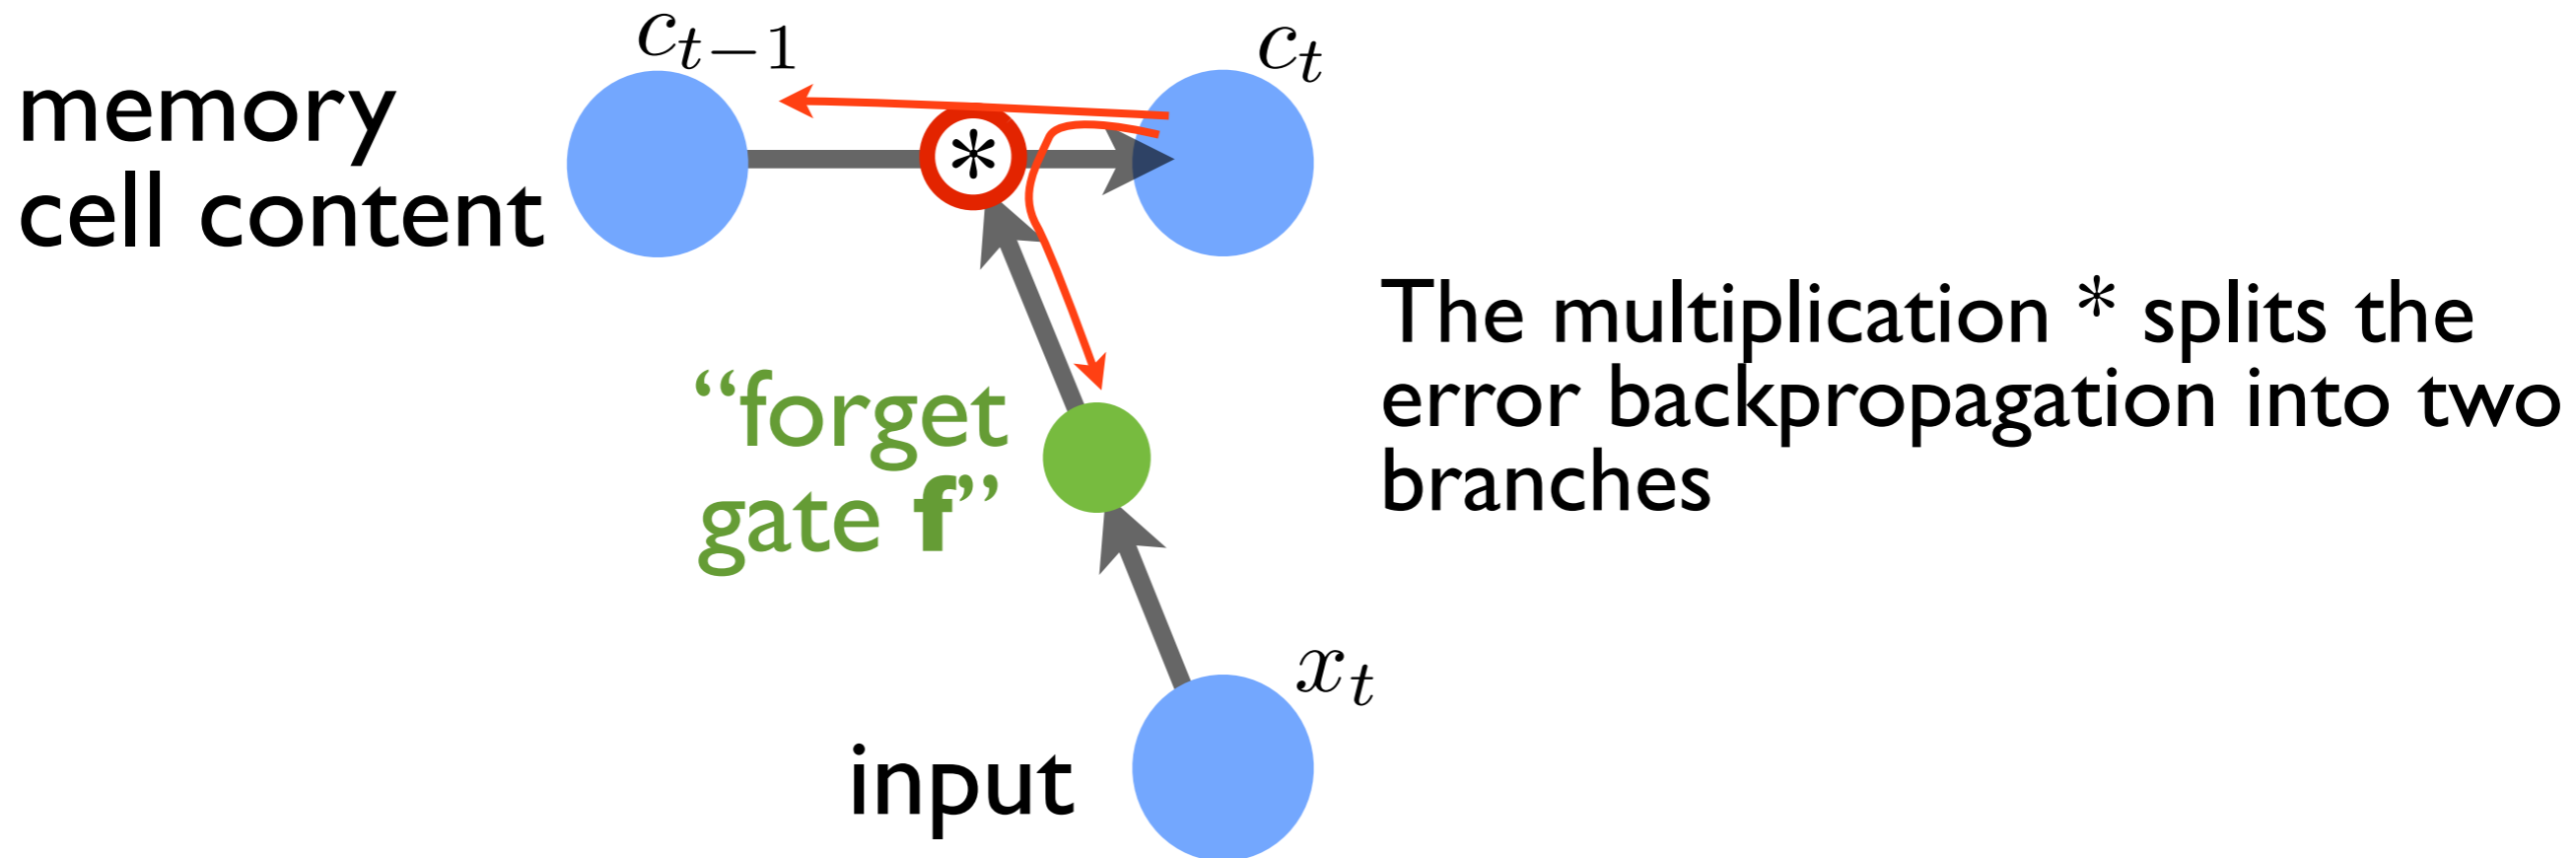 c_{t-1}
c_t
memory
cell content
*
The multiplication * splits the
error backpropagation into two
branches
“forget
gate f”
x_t
input